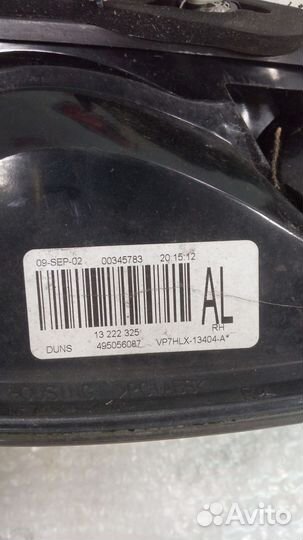 09-SEP-02 00345783 20:15:12
AL
13 222 325 RH
DUNS 495056087 VP7HLX-13404-A*
Avito